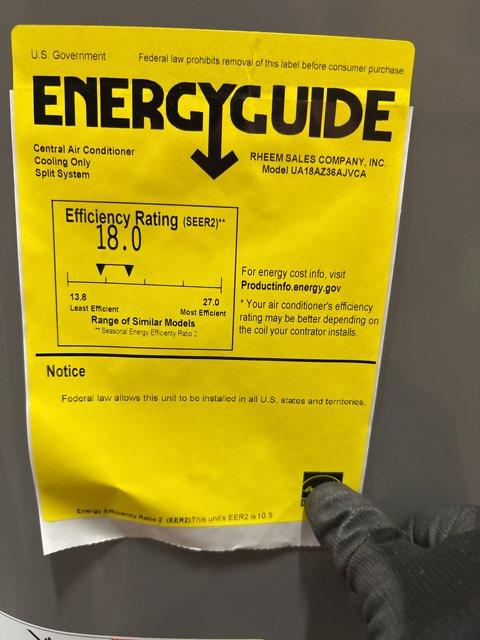 U.S. Government
Federal law prohibits removal of this label before consumer purchase.
ENERGYGUIDE
Central Air Conditioner
Cooling Only
Split System
RHEEM SALES COMPANY, INC.
Model UA18AZ36AJVCA
Efficiency Rating (SEER2)**
18.0
13.8
Least Efficient
27.0
Most Efficient
Range of Similar Models
** Seasonal Energy Efficiency Ratio 2
For energy cost info, visit
Productinfo.energy.gov
* Your air conditioner's efficiency
rating may be better depending on
the coil your contrator installs.
Notice
Federal law allows this unit to be installed in all U.S. states and territories.
Energy Efficiency Ratio 2 (EER2):This unit's EER2 is 10.5